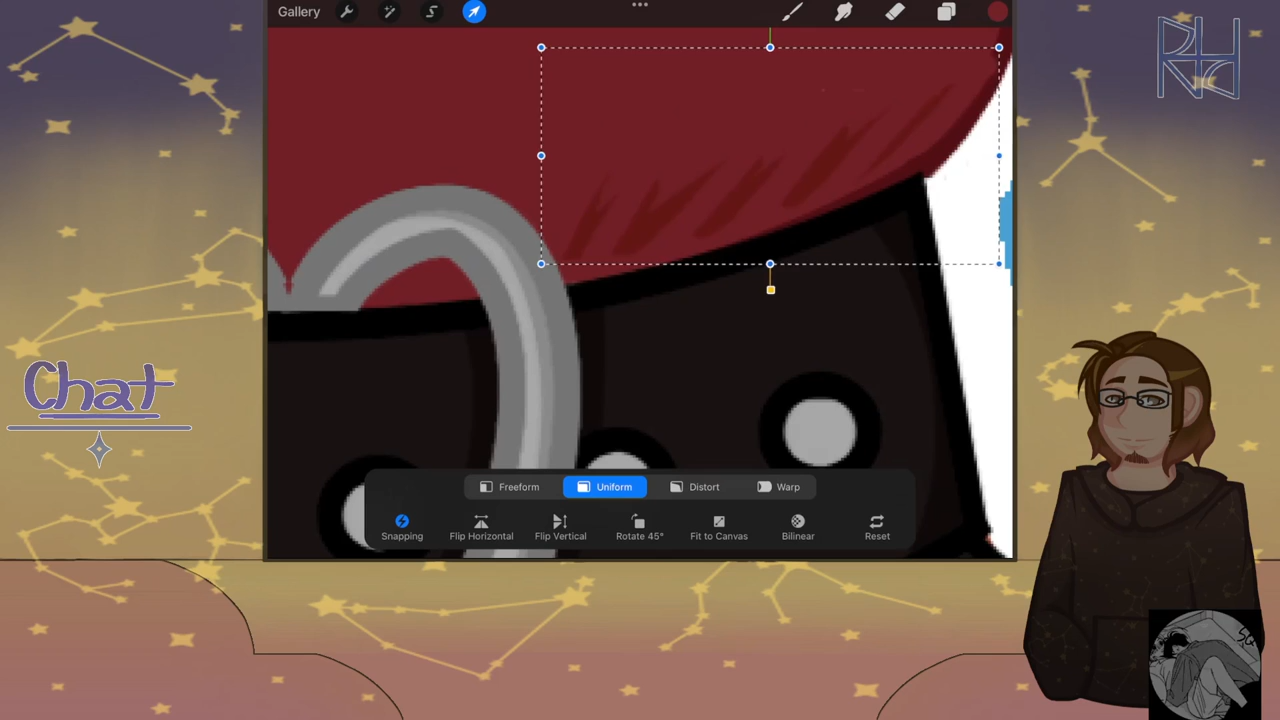 Gallery
Chat
Freeform
Uniform
Distort
Warp
Snapping
Flip Horizontal
Flip Vertical
Rotate 45°
Fit to Canvas
Bilinear
Reset